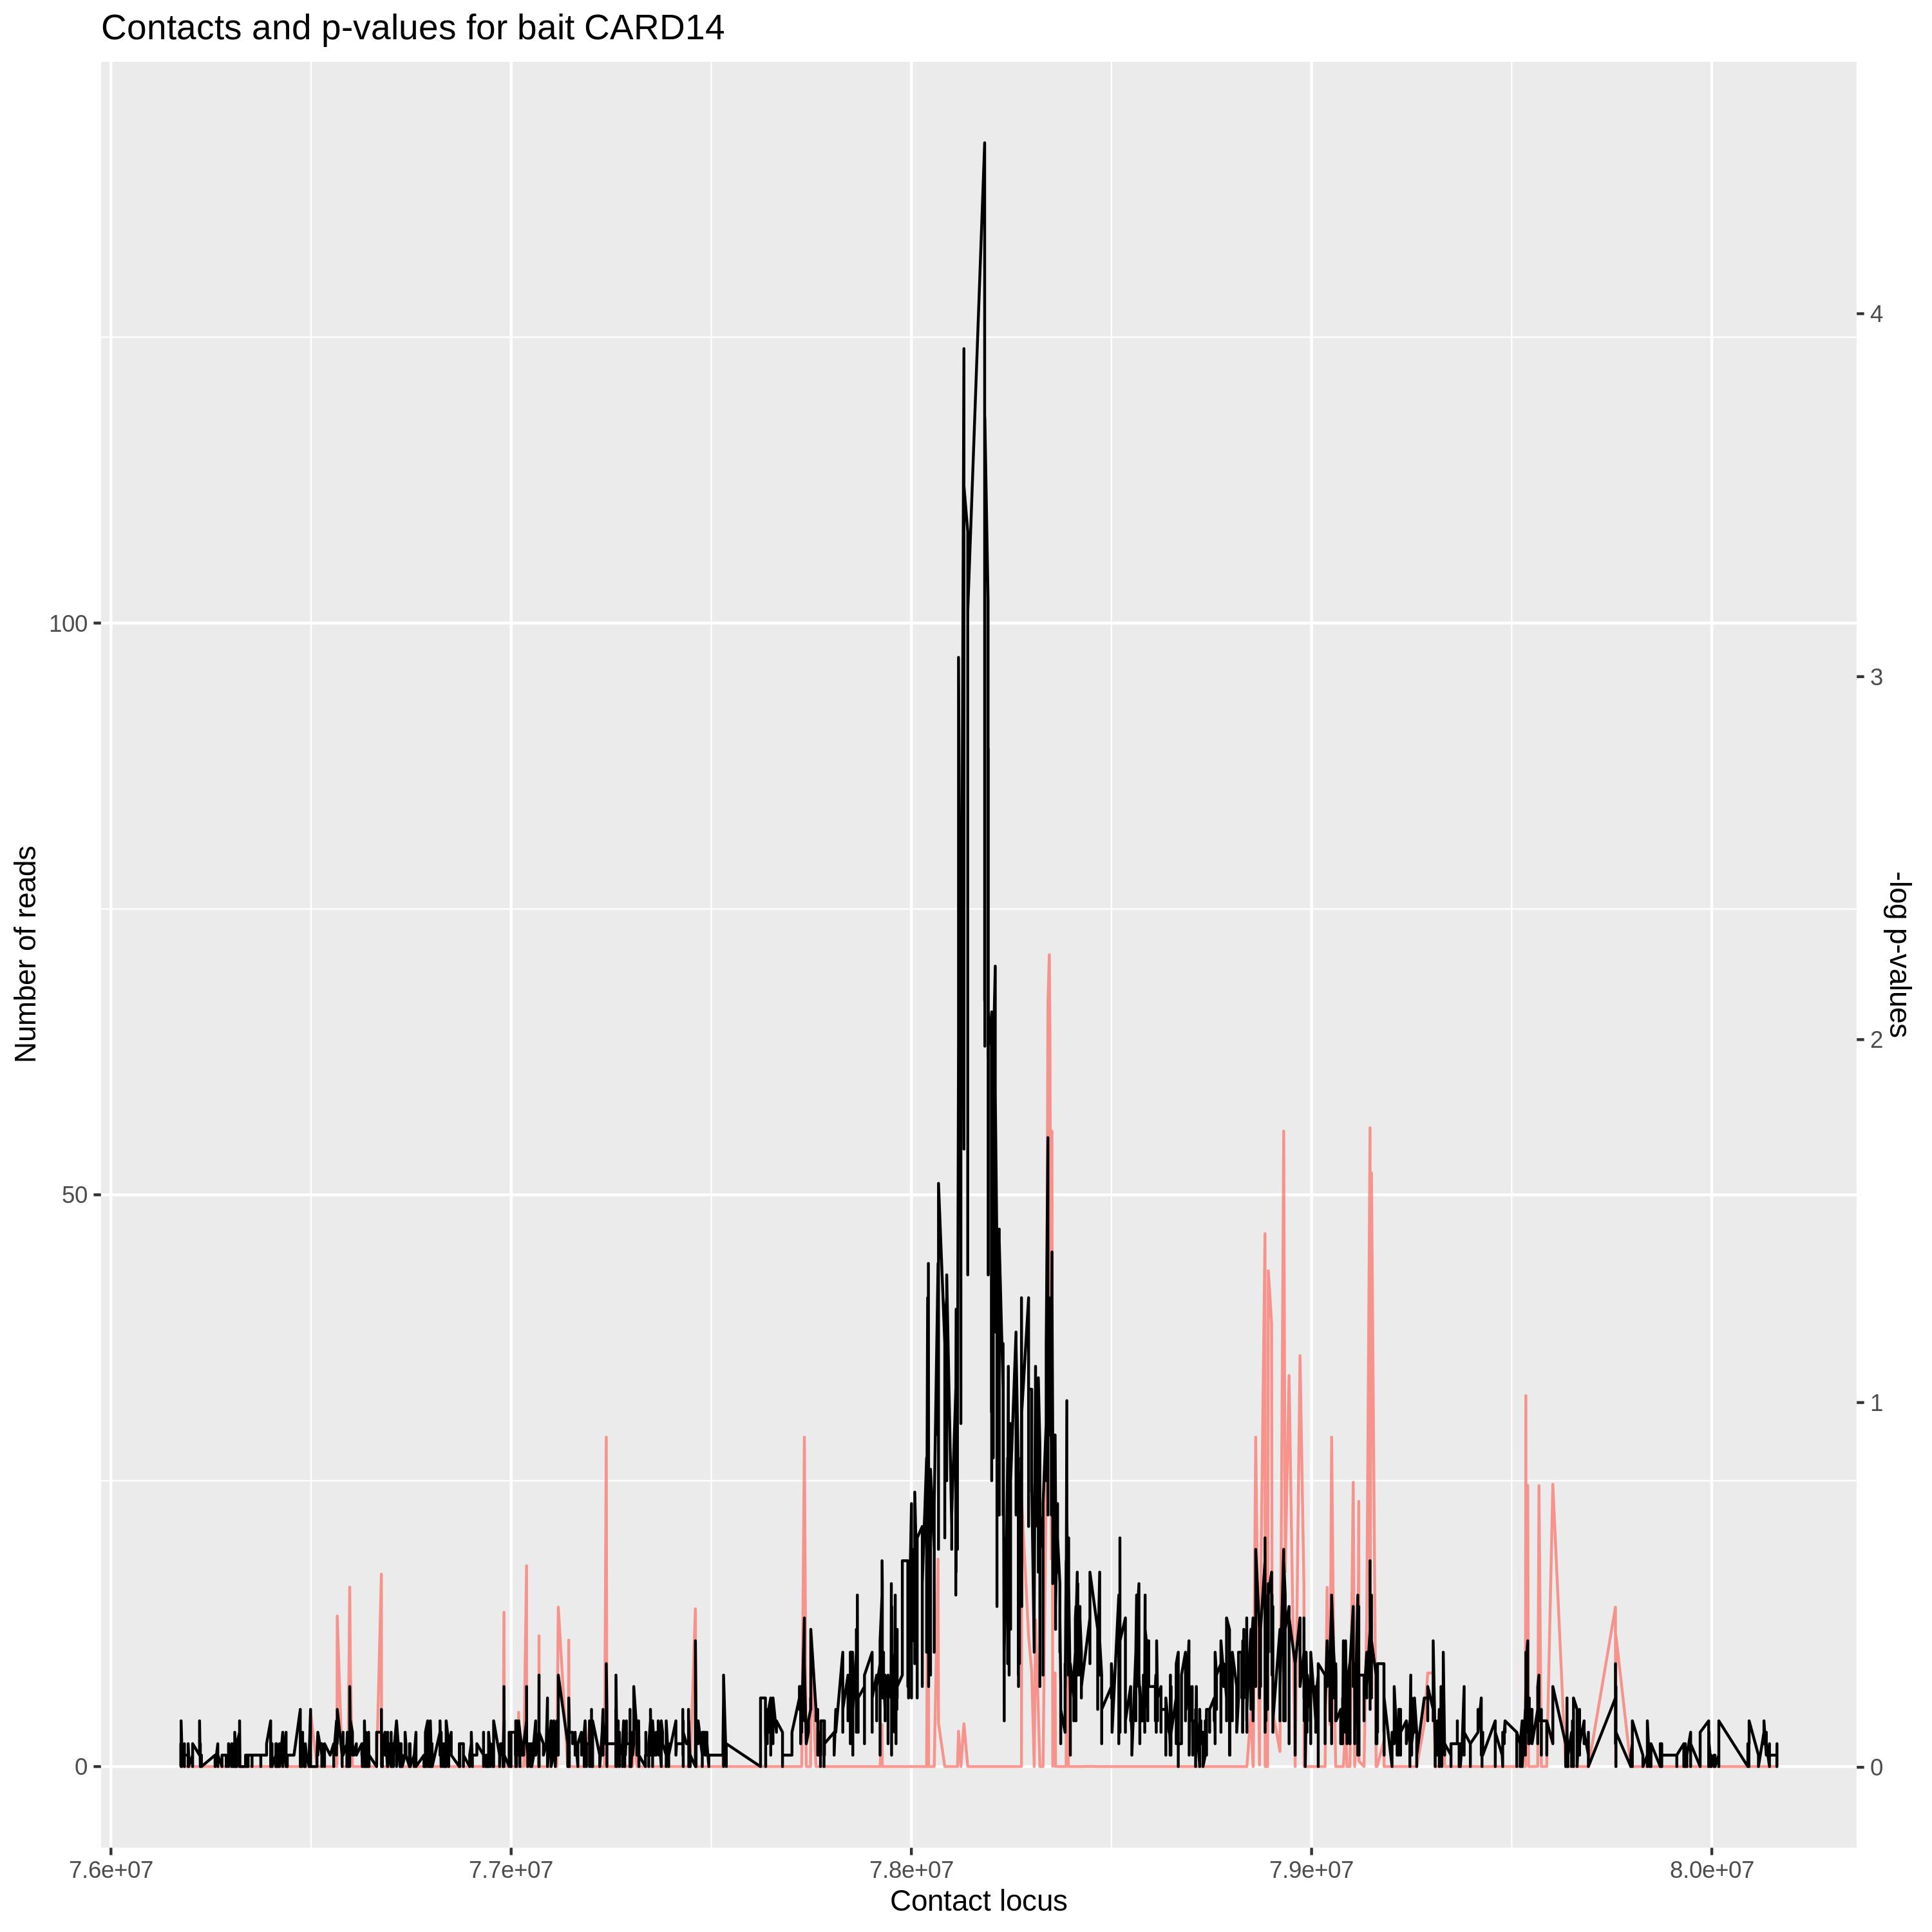 Contacts and p-values for bait CARD14
Number of reads
100
50
0
4
3
2
1
0
-log p-values
7.6e+07
7.7e+07
7.8e+07
7.9e+07
8.0e+07
Contact locus